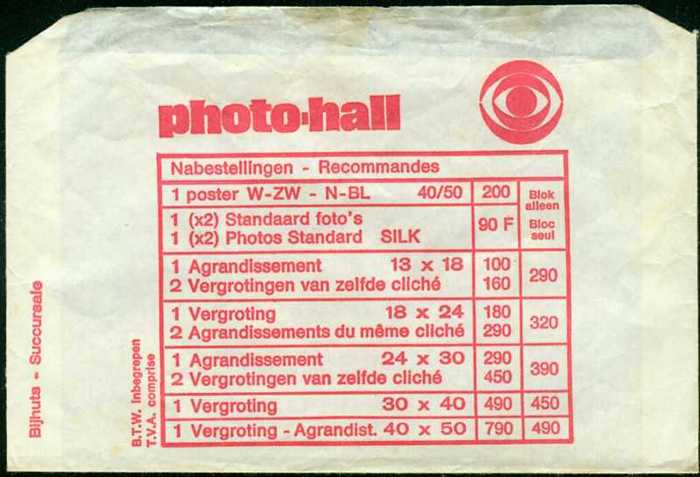 photo-hall
Nabestellingen - Recommandes
1 poster W-ZW - N-BL 40/50 200 Blok alleen
1 (x2) Standaard foto's
1 (x2) Photos Standard SILK 90 F Bloc seul
1 Agrandissement 13 x 18 100
2 Vergrotingen van zelfde cliché 160 290
1 Vergroting 18 x 24 180
2 Agrandissements du même cliché 290 320
1 Agrandissement 24 x 30 290
2 Vergrotingen van zelfde cliché 450 390
1 Vergroting 30 x 40 490 450
1 Vergroting - Agrandist. 40 x 50 790 490
Bijhuis - Succursale
B.T.W. inbegrepen
T.V.A. comprise